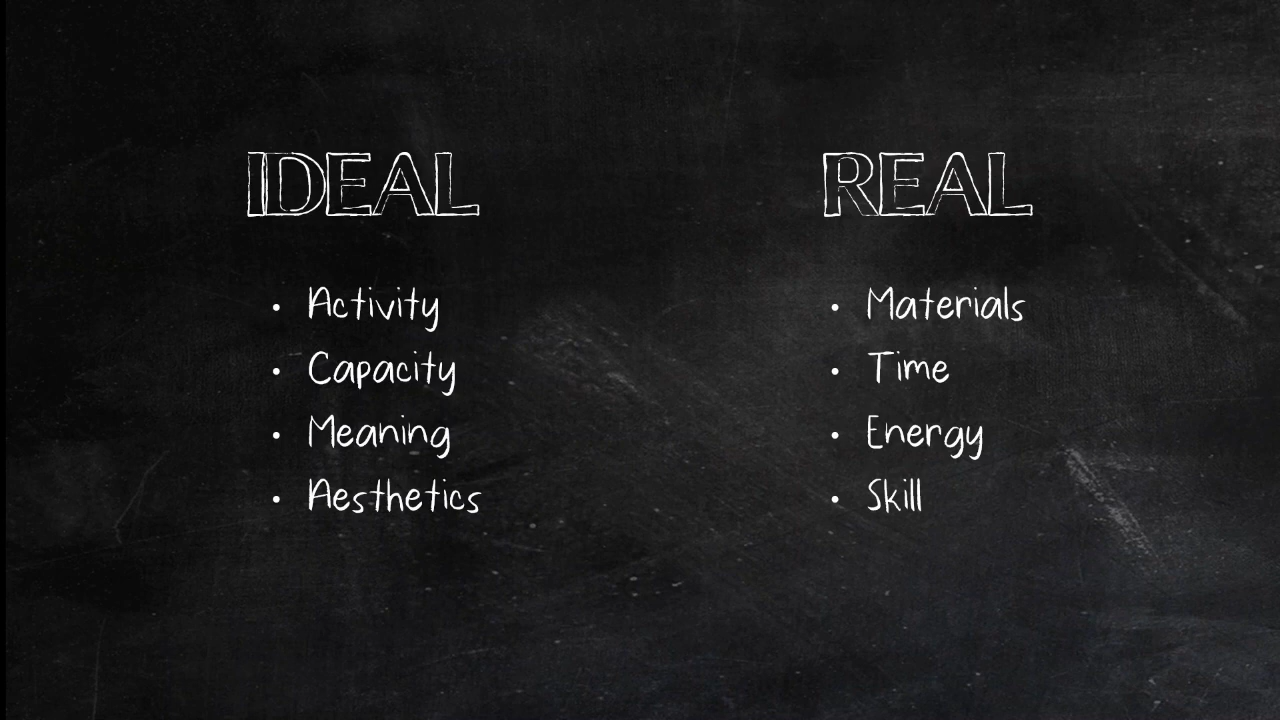 IDEAL
• Activity
• Capacity
• Meaning
• Aesthetics
REAL
• Materials
• Time
• Energy
• Skill